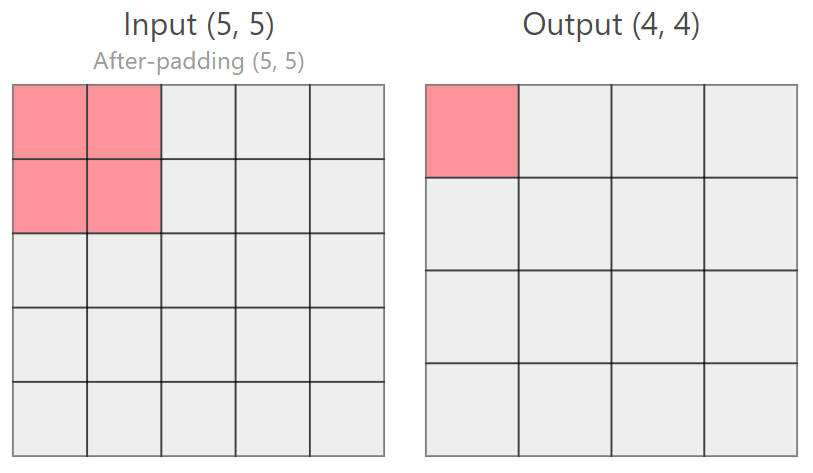 Input (5, 5)
After-padding (5, 5)
Output (4, 4)